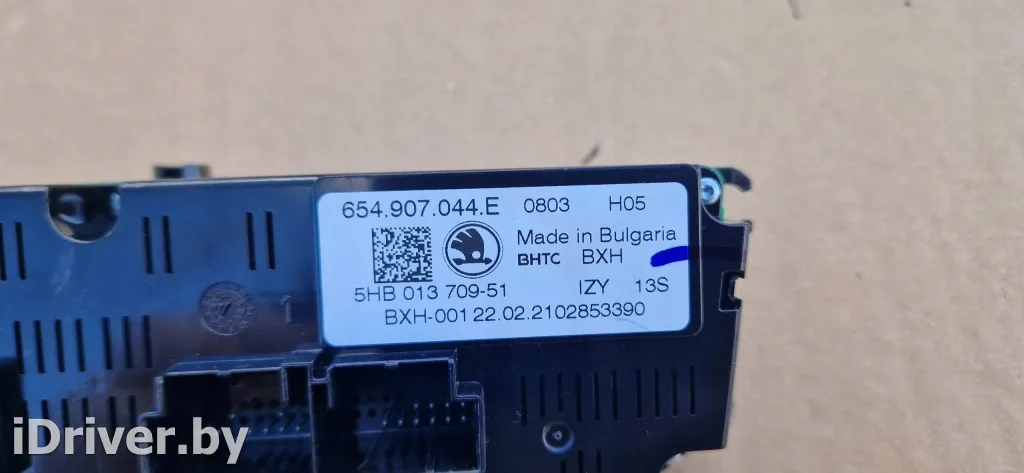 654.907.044.E 0803 H05
Made in Bulgaria
BHTC BXH
5HB 013 709-51 IZY 13S
BXH-001 22.02.2102853390
1
iDriver.by